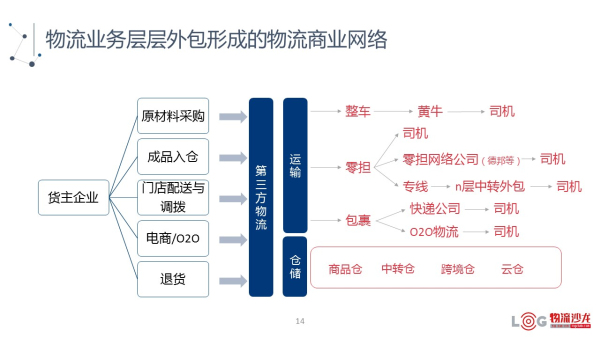 物流业务层层外包形成的物流商业网络
货主企业
原材料采购
成品入仓
门店配送与
调拨
电商/O2O
退货
第三方物流
运输
仓储
整车
黄牛
司机
零担
司机
零担网络公司（德邦等）
司机
专线
n层中转外包
司机
包裹
快递公司
司机
O2O物流
司机
商品仓
中转仓
跨境仓
云仓
14
LOG 物流沙龙